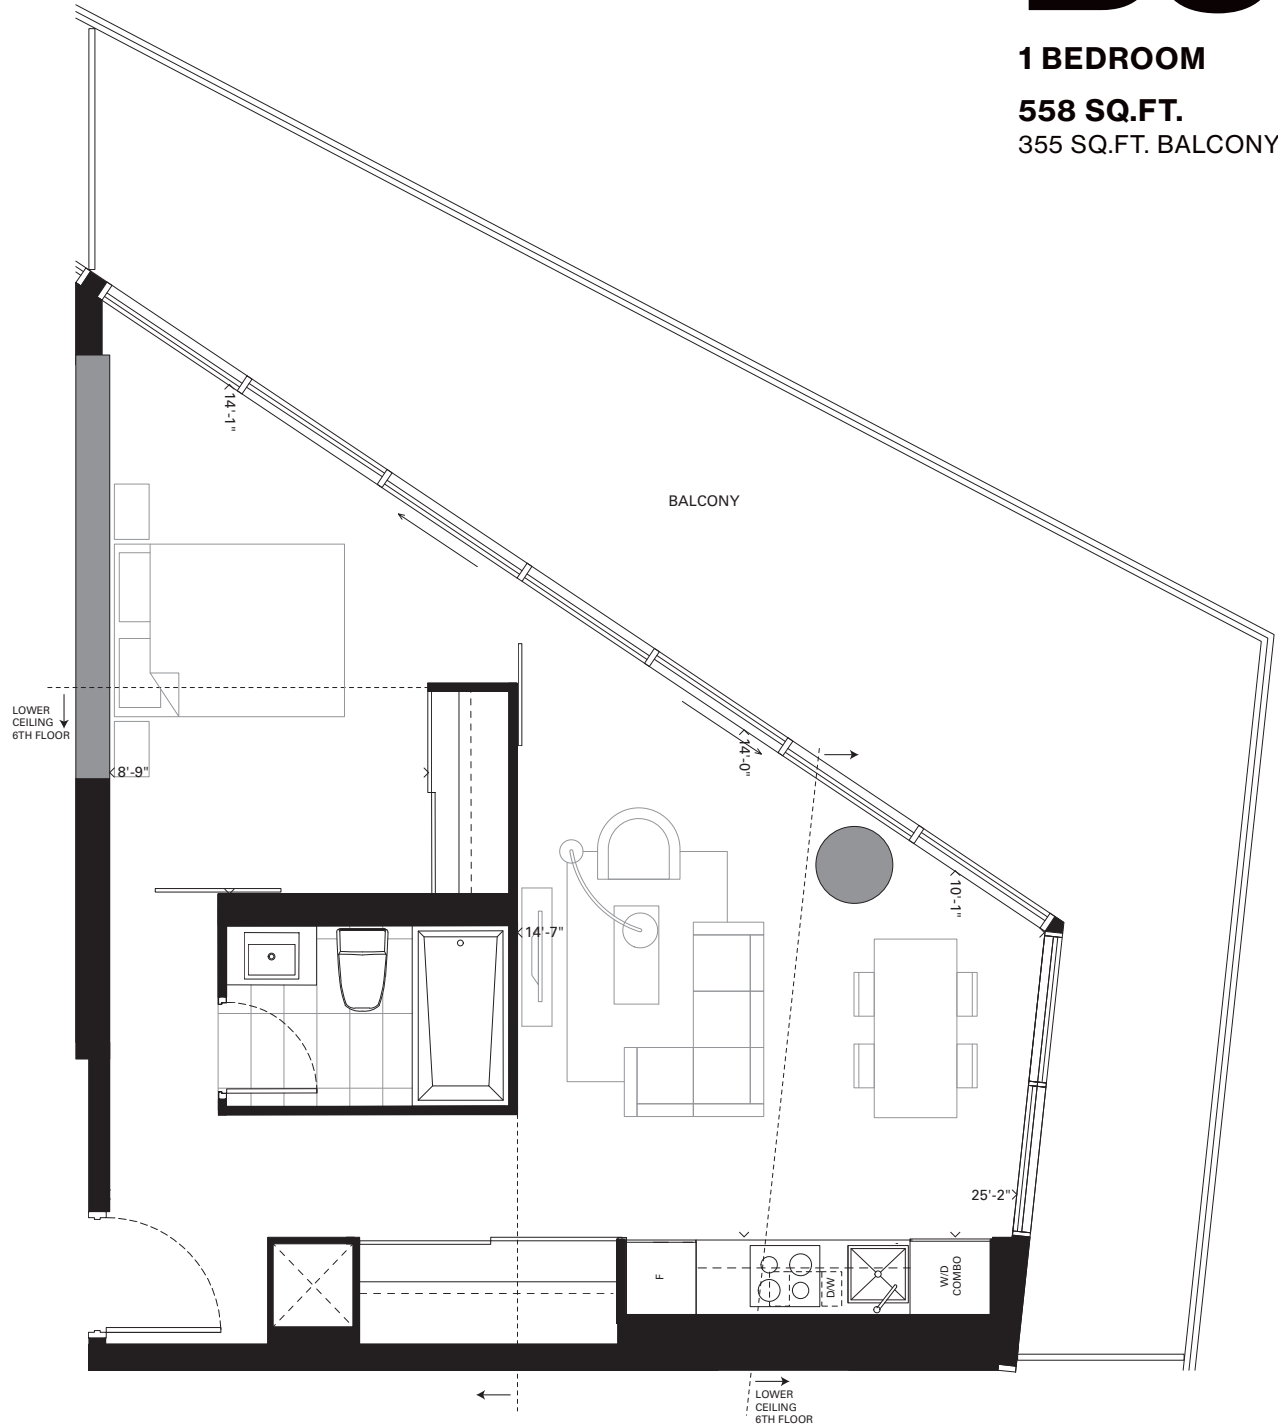 1 BEDROOM
558 SQ.FT.
355 SQ.FT. BALCONY
14'-1"
BALCONY
LOWER
CEILING
6TH FLOOR
8'-9"
14'-0"
10'-1"
14'-7"
25'-2"
F
D/W
W/D
COMBO
LOWER
CEILING
6TH FLOOR